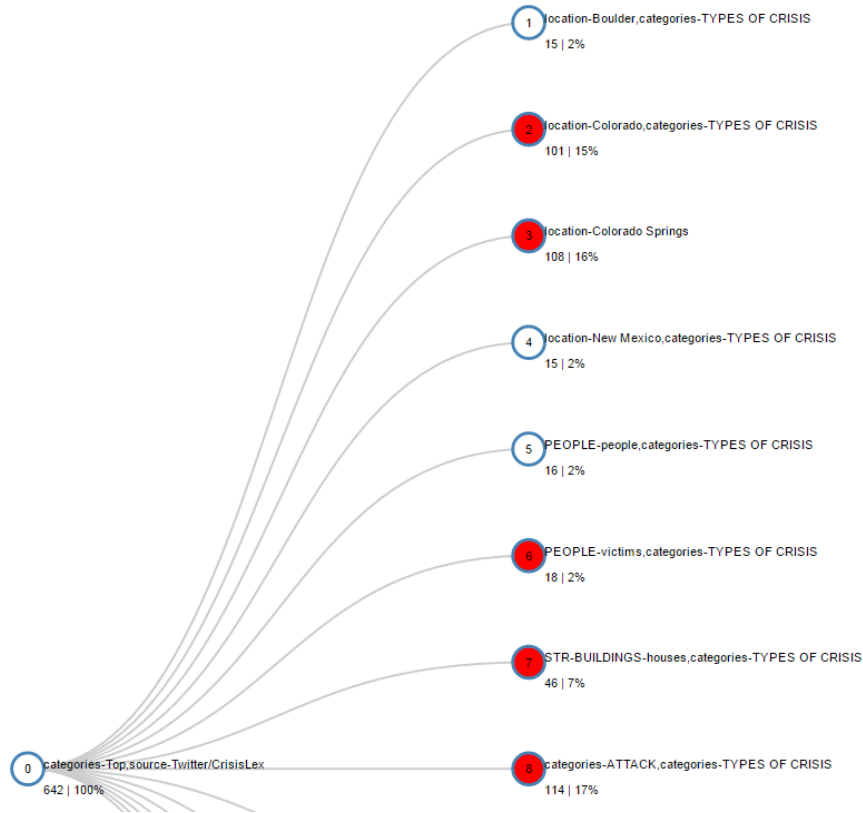 1 location-Boulder,categories-TYPES OF CRISIS
15 | 2%
2 location-Colorado,categories-TYPES OF CRISIS
101 | 15%
3 location-Colorado Springs
108 | 16%
4 location-New Mexico,categories-TYPES OF CRISIS
15 | 2%
5 PEOPLE-people,categories-TYPES OF CRISIS
16 | 2%
6 PEOPLE-victims,categories-TYPES OF CRISIS
18 | 2%
7 STR-BUILDINGS-houses,categories-TYPES OF CRISIS
46 | 7%
0 categories-Top,source-Twitter/CrisisLex
642 | 100%
8 categories-ATTACK,categories-TYPES OF CRISIS
114 | 17%